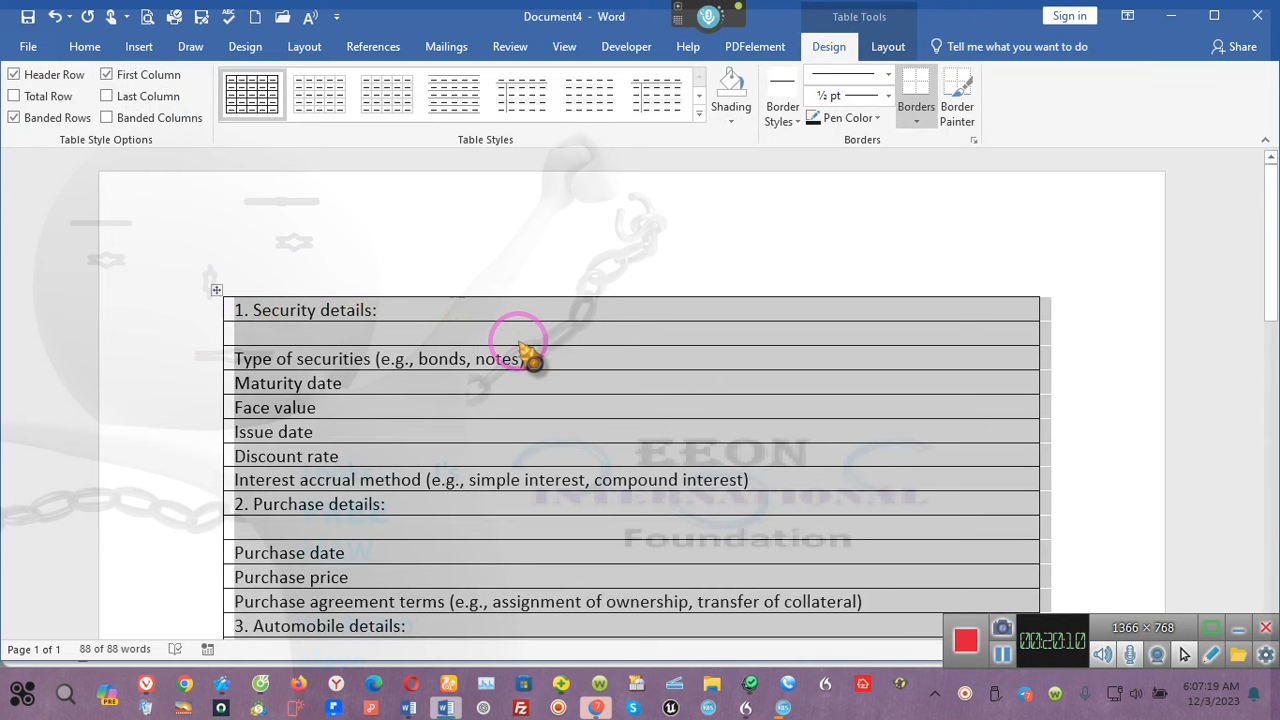 Document4 - Word
Table Tools
Sign in
File
Home
Insert
Draw
Design
Layout
References
Mailings
Review
View
Developer
Help
PDFelement
Design
Layout
Tell me what you want to do
Share
Header Row
First Column
Total Row
Last Column
Banded Rows
Banded Columns
Table Style Options
Table Styles
Shading
Border
Styles
½ pt
Pen Color
Borders
Border
Painter
Borders
1. Security details:
Type of securities (e.g., bonds, notes)
Maturity date
Face value
Issue date
Discount rate
Interest accrual method (e.g., simple interest, compound interest)
2. Purchase details:
Purchase date
Purchase price
Purchase agreement terms (e.g., assignment of ownership, transfer of collateral)
3. Automobile details:
EEON
INTERNATIONAL
Foundation
FREE
NOW
Page 1 of 1
88 of 88 words
1366 × 768
00:20:10
6:07:19 AM
12/3/2023